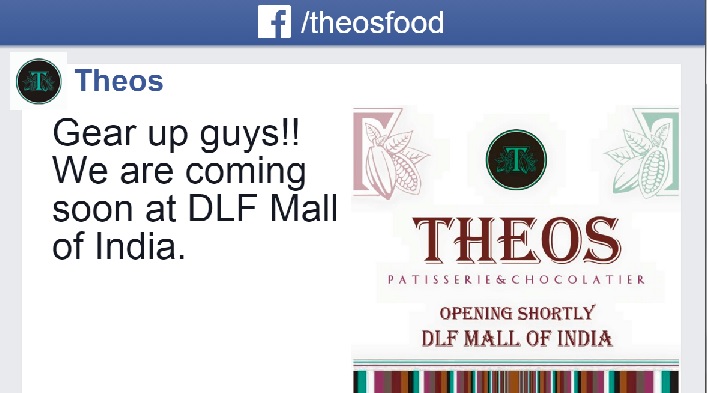 f /theosfood
T Theos
Gear up guys!!
We are coming
soon at DLF Mall
of India.
T
THEOS
PATISSERIE&CHOCOLATIER
OPENING SHORTLY
DLF MALL OF INDIA